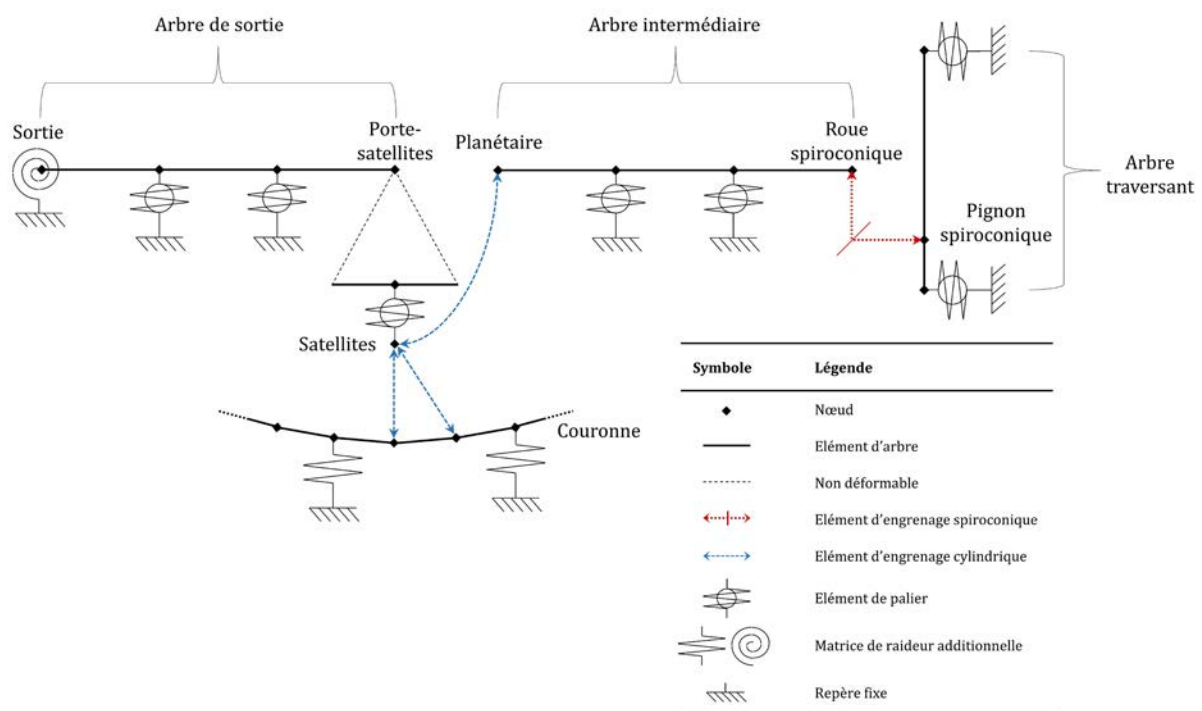 Arbre de sortie
Arbre intermédiaire
Sortie
Porte-
satellites
Planétaire
Roue
spiroconique
Arbre
traversant
Pignon
spiroconique
Satellites
Couronne
Symbole Légende
Nœud
Elément d'arbre
Non déformable
Elément d'engrenage spiroconique
Elément d'engrenage cylindrique
Elément de palier
Matrice de raideur additionnelle
Repère fixe